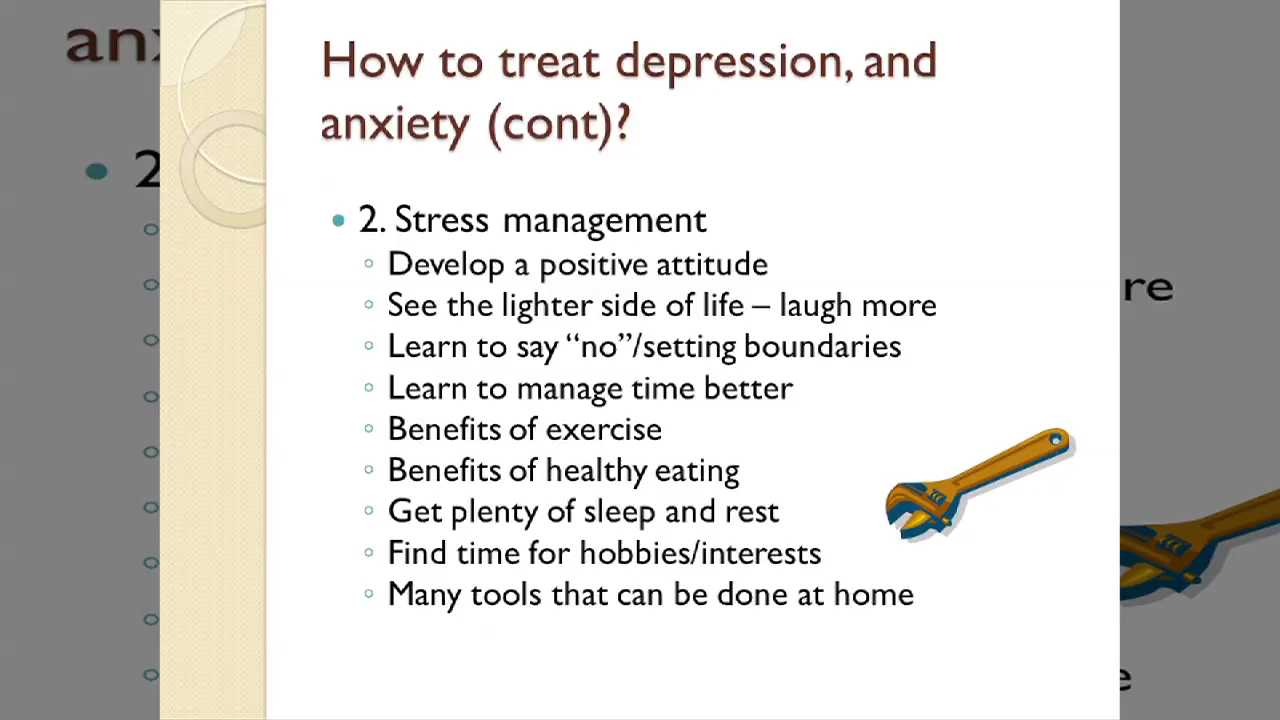 How to treat depression, and
anxiety (cont)?
• 2. Stress management
◦ Develop a positive attitude
◦ See the lighter side of life – laugh more
◦ Learn to say “no”/setting boundaries
◦ Learn to manage time better
◦ Benefits of exercise
◦ Benefits of healthy eating
◦ Get plenty of sleep and rest
◦ Find time for hobbies/interests
◦ Many tools that can be done at home